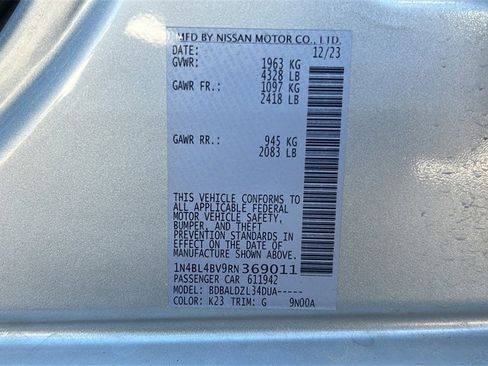 MFD BY NISSAN MOTOR CO., LTD.
DATE: 12/23
GVWR: 1963 KG
4328 LB
GAWR FR.: 1097 KG
2418 LB
GAWR RR.: 945 KG
2083 LB
THIS VEHICLE CONFORMS TO
ALL APPLICABLE FEDERAL
MOTOR VEHICLE SAFETY,
BUMPER, AND THEFT
PREVENTION STANDARDS IN
EFFECT ON THE DATE OF
MANUFACTURE SHOWN ABOVE.
1N4BL4BV9RN369011
PASSENGER CAR 611942
MODEL: BDBALDZL34DUA-----
COLOR: K23 TRIM: G 9N00A